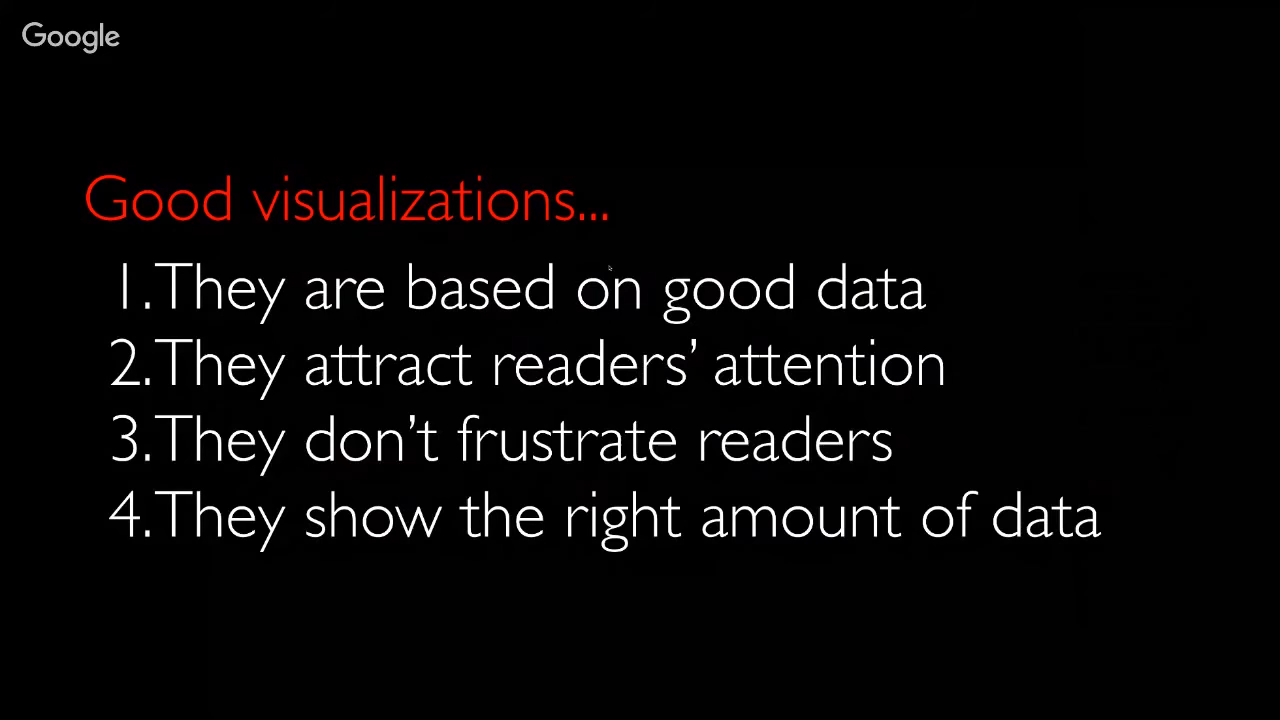 Google
Good visualizations...
1.They are based on good data
2.They attract readers’ attention
3.They don’t frustrate readers
4.They show the right amount of data